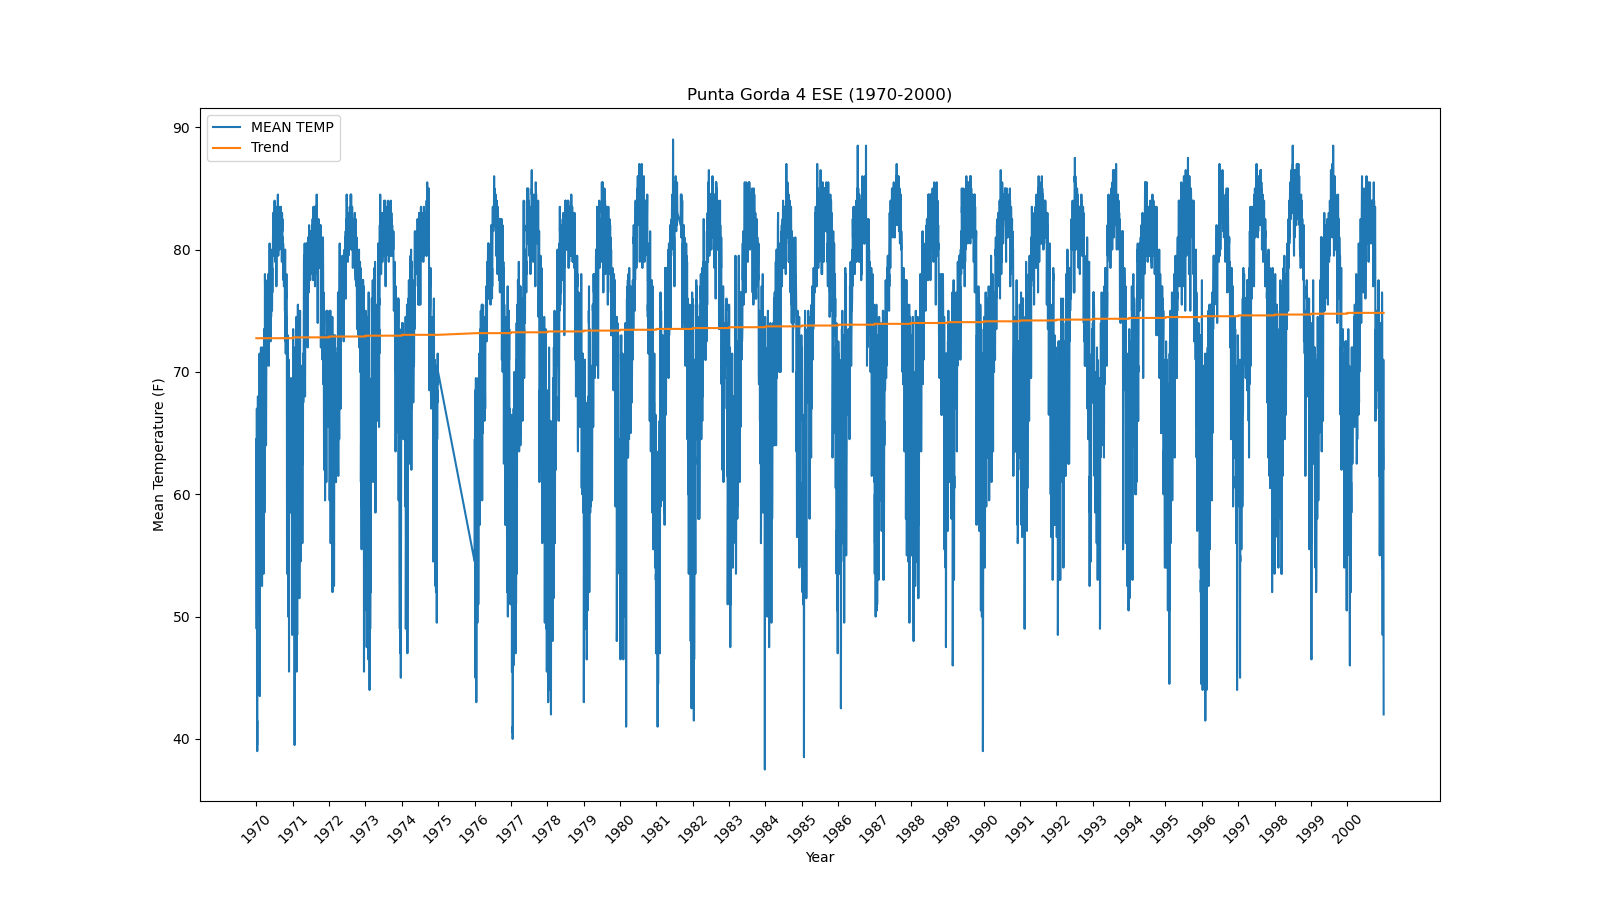 Punta Gorda 4 ESE (1970-2000)
MEAN TEMP
Trend
90
80
70
60
50
40
Mean Temperature (F)
1970 1971 1972 1973 1974 1975 1976 1977 1978 1979 1980 1981 1982 1983 1984 1985 1986 1987 1988 1989 1990 1991 1992 1993 1994 1995 1996 1997 1998 1999 2000
Year